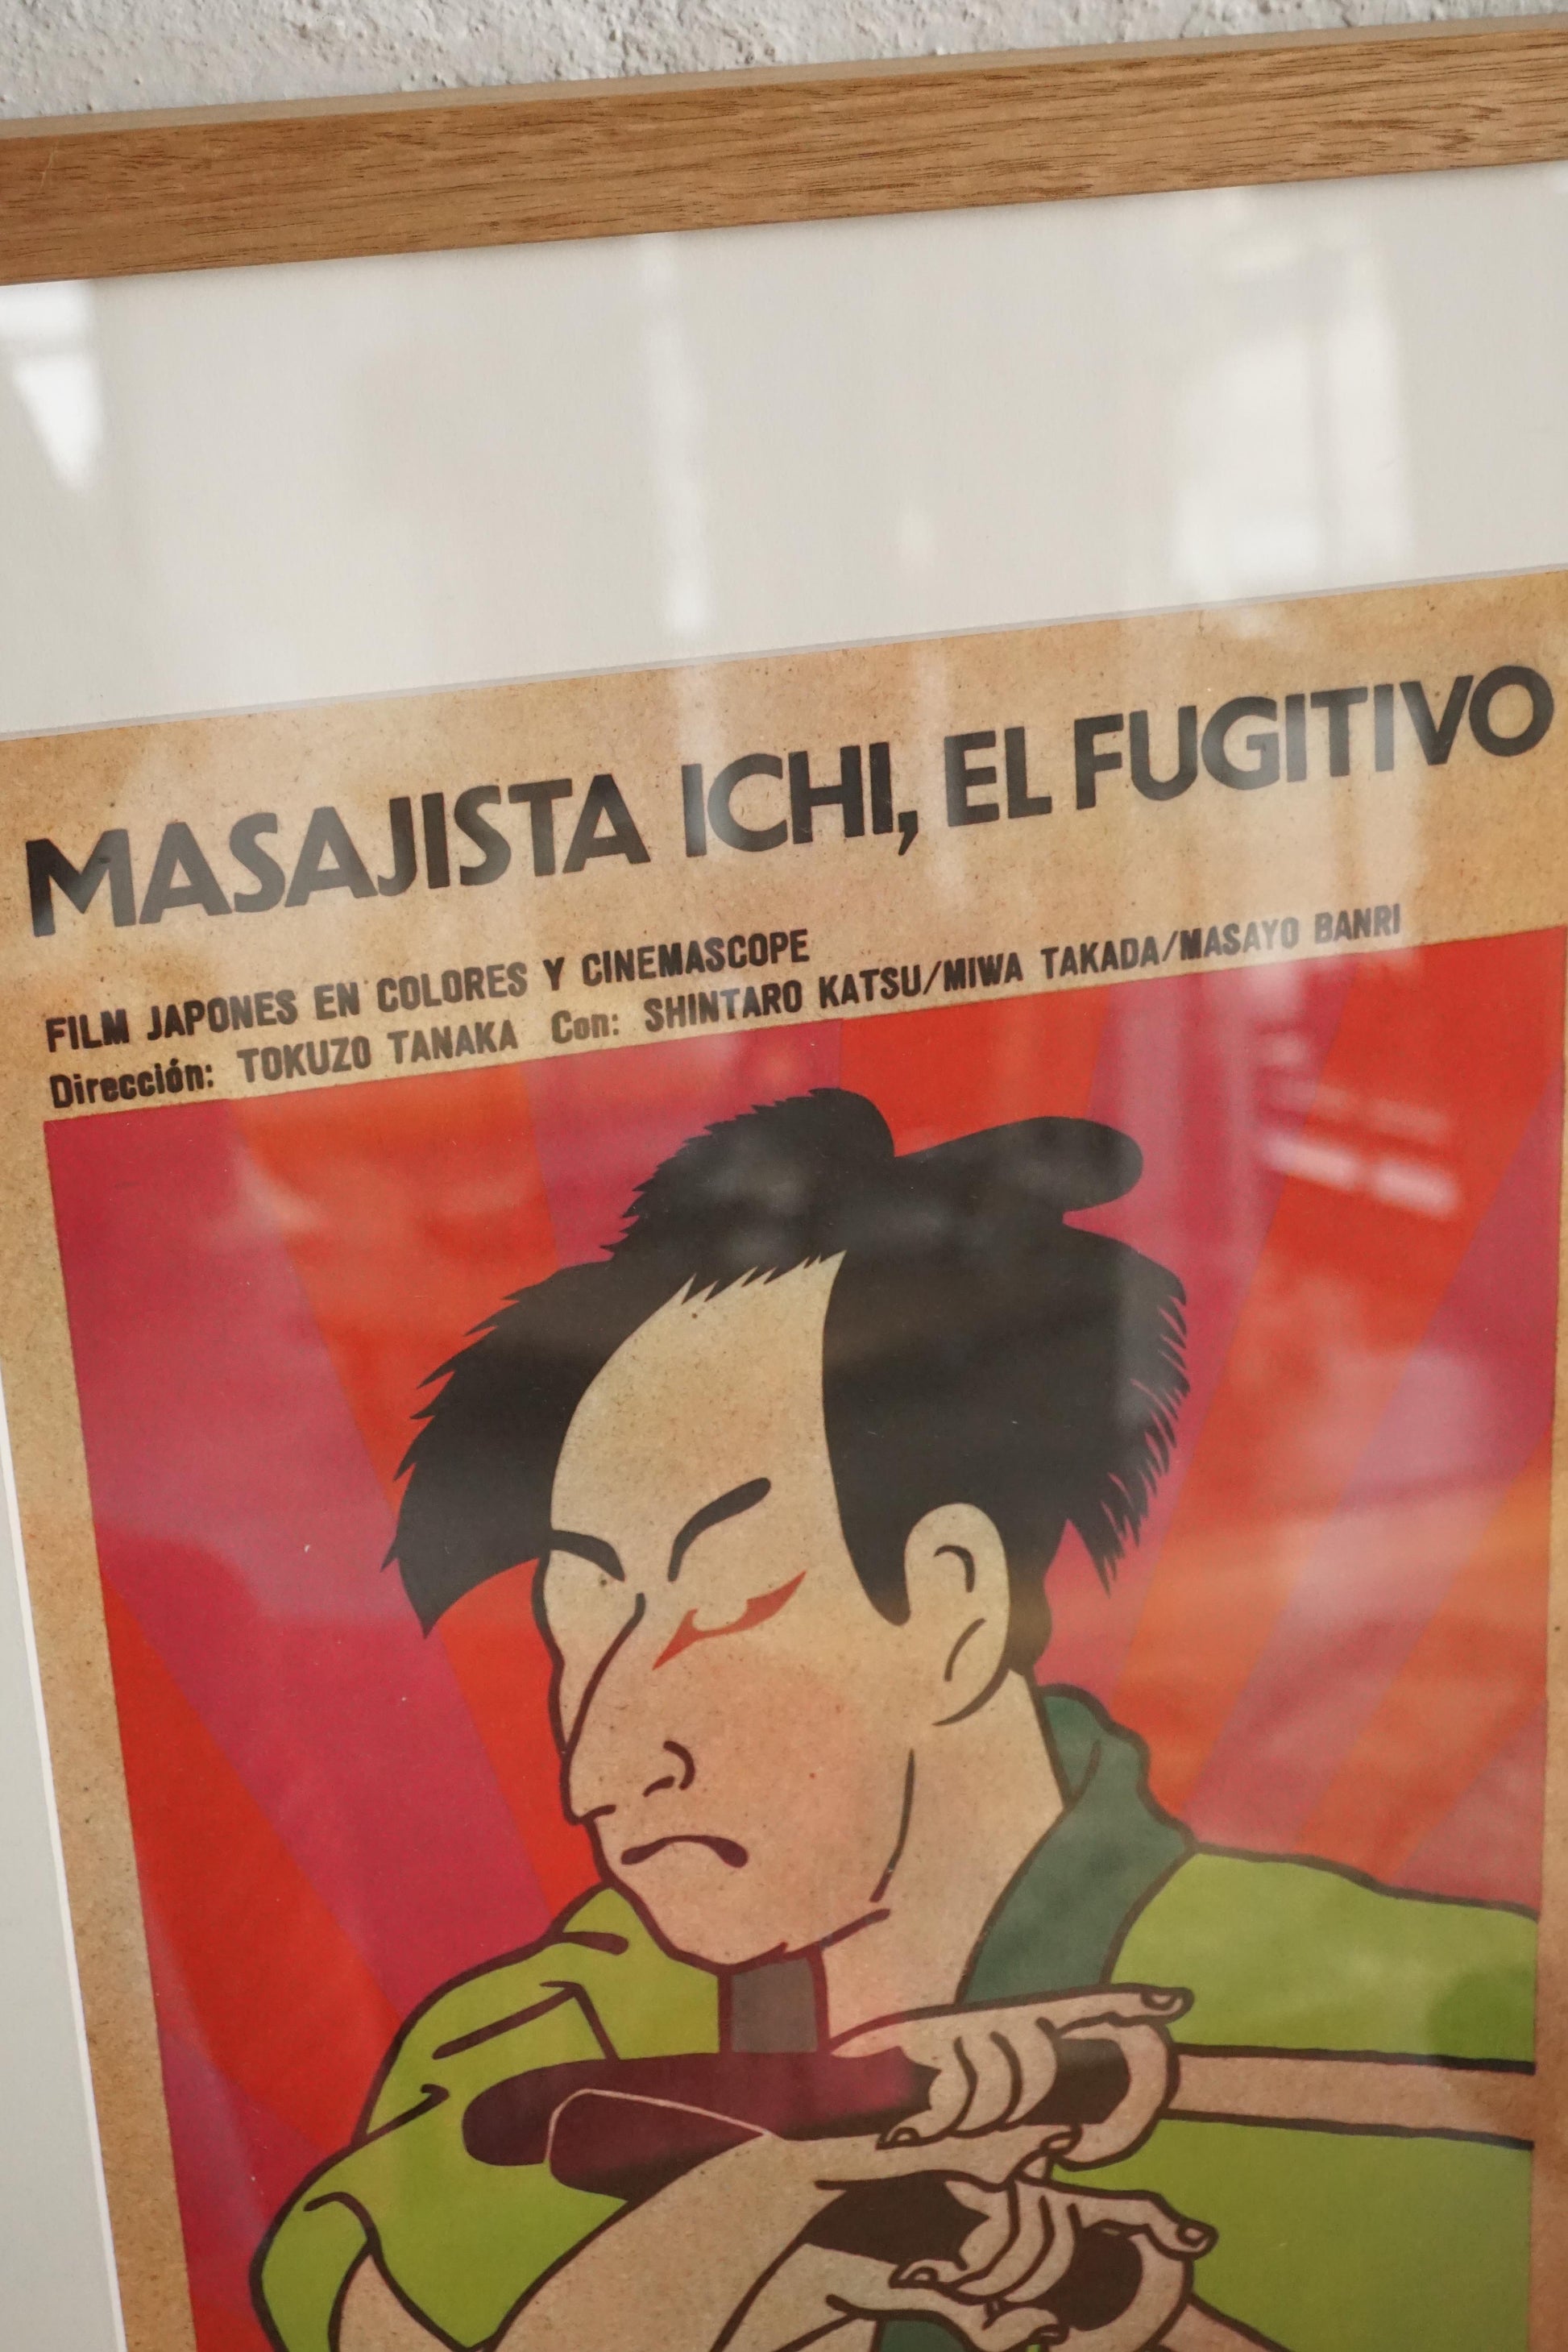 MASAJISTA ICHI, EL FUGITIVO
FILM JAPONES EN COLORES Y CINEMASCOPE
Dirección: TOKUZO TANAKA Con: SHINTARO KATSU/MIWA TAKADA/MASAYO BANRI